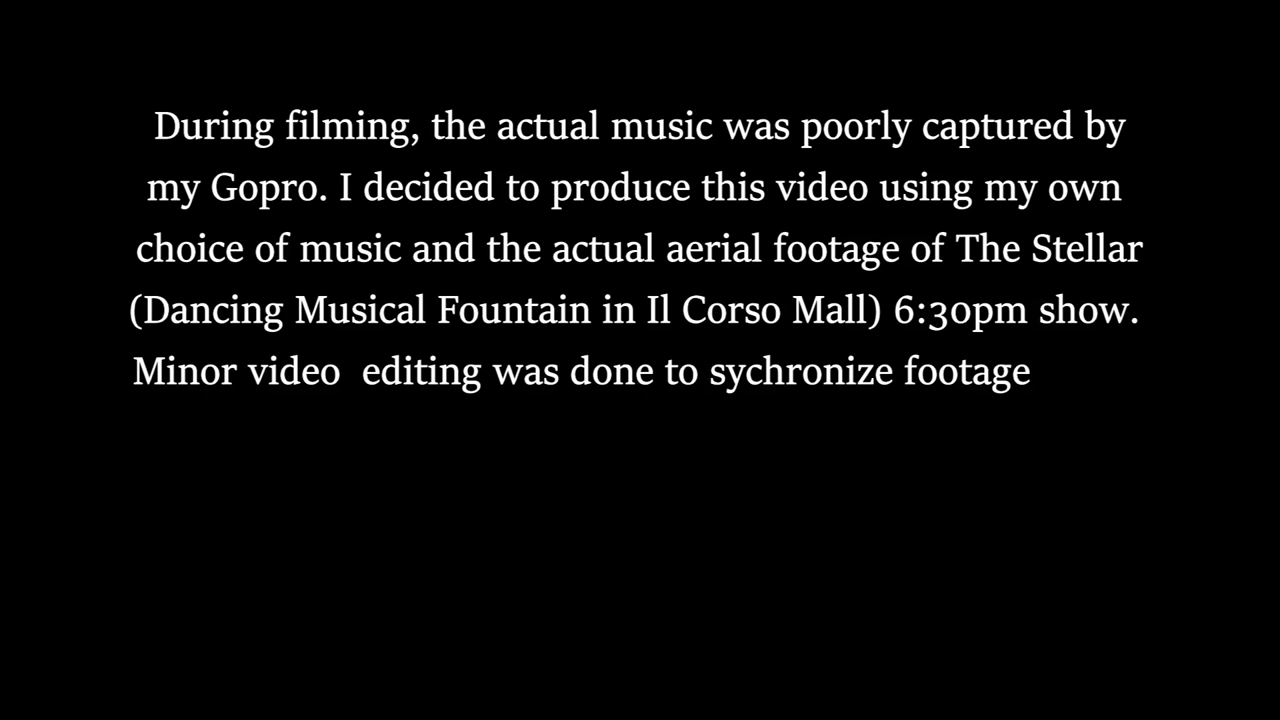 During filming, the actual music was poorly captured by
my Gopro. I decided to produce this video using my own
choice of music and the actual aerial footage of The Stellar
(Dancing Musical Fountain in Il Corso Mall) 6:30pm show.
Minor video  editing was done to sychronize footage